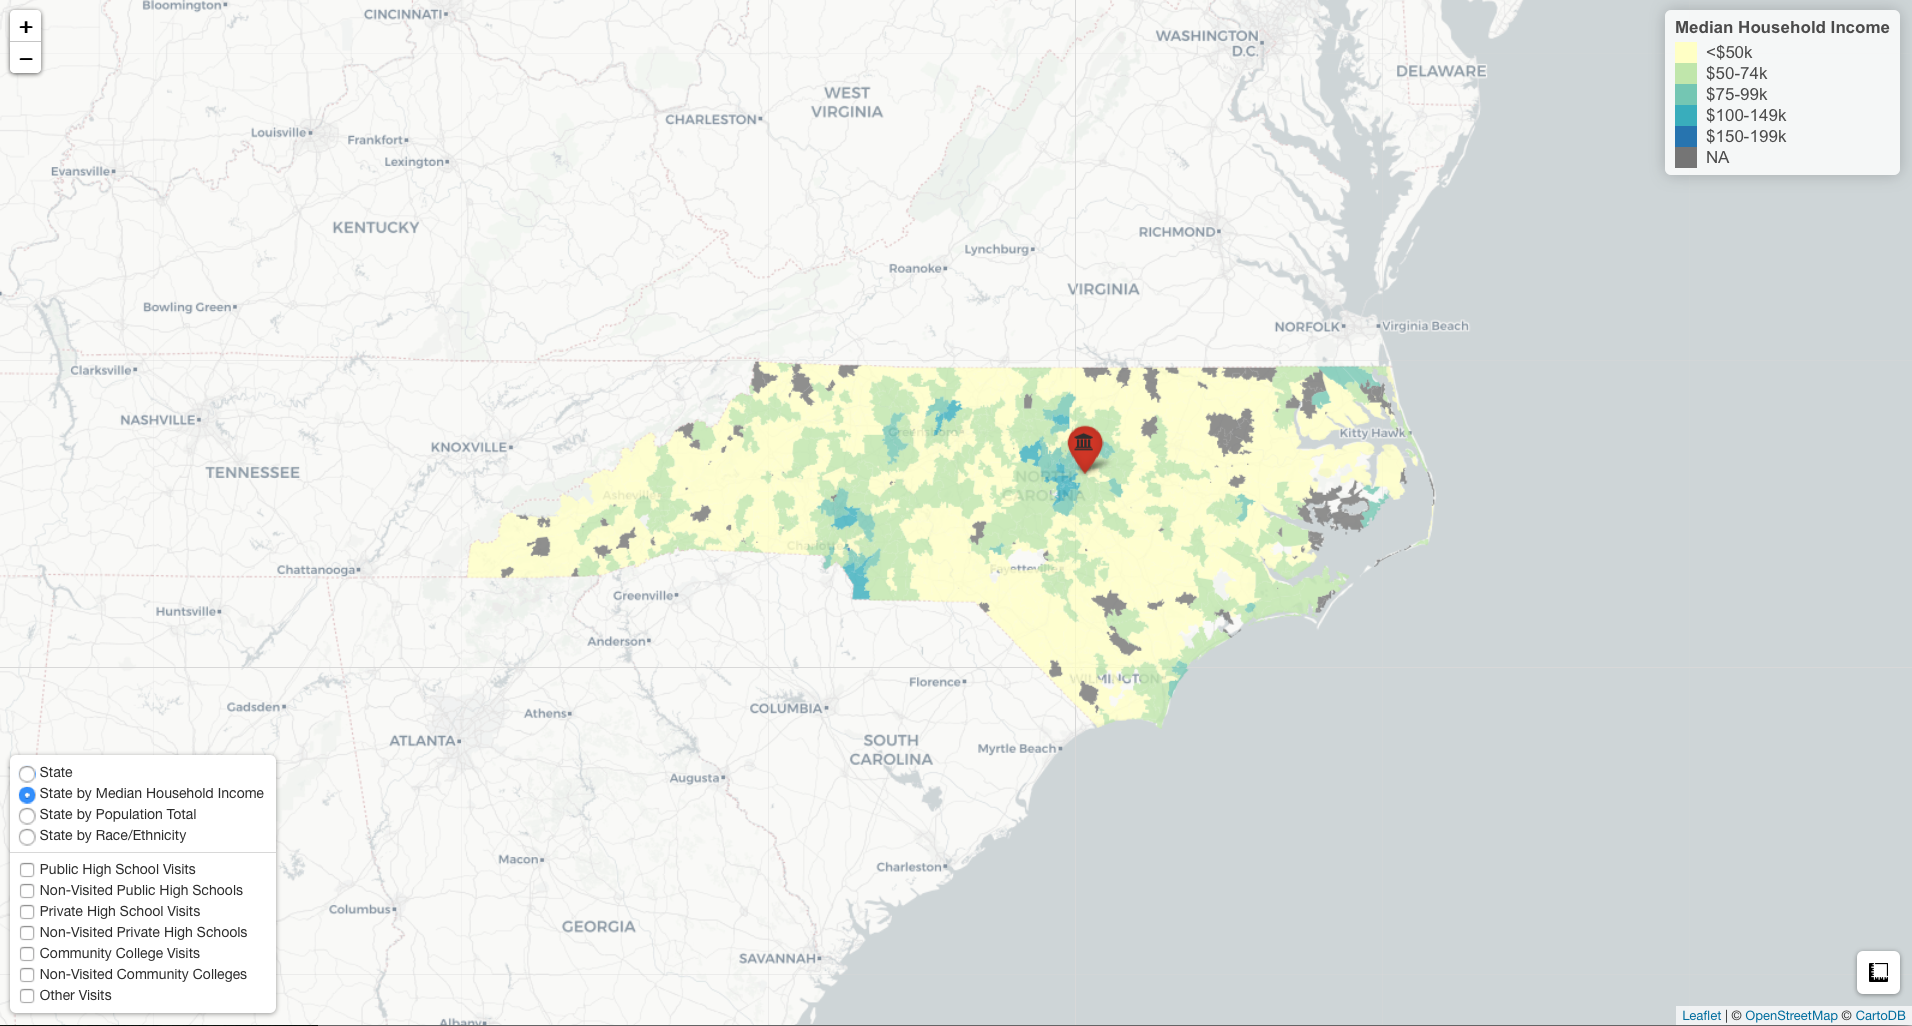 +
−
Bloomington
CINCINNATI
WASHINGTON
D.C.
DELAWARE
WEST
VIRGINIA
CHARLESTON
Louisville
Frankfort
Lexington
Evansville
KENTUCKY
RICHMOND
Lynchburg
Roanoke
VIRGINIA
Bowling Green
NORFOLK
Virginia Beach
Clarksville
NASHVILLE
KNOXVILLE
Greensboro
Kitty Hawk
TENNESSEE
NORTH
CAROLINA
Asheville
Charlotte
Chattanooga
Fayetteville
Greenville
Huntsville
Anderson
WILMINGTON
Florence
Gadsden
Athens
COLUMBIA
ATLANTA
SOUTH
CAROLINA
Myrtle Beach
Augusta
Macon
Charleston
Columbus
GEORGIA
SAVANNAH
Albany
Median Household Income
<$50k
$50-74k
$75-99k
$100-149k
$150-199k
NA
State
State by Median Household Income
State by Population Total
State by Race/Ethnicity
Public High School Visits
Non-Visited Public High Schools
Private High School Visits
Non-Visited Private High Schools
Community College Visits
Non-Visited Community Colleges
Other Visits
Leaflet | © OpenStreetMap © CartoDB